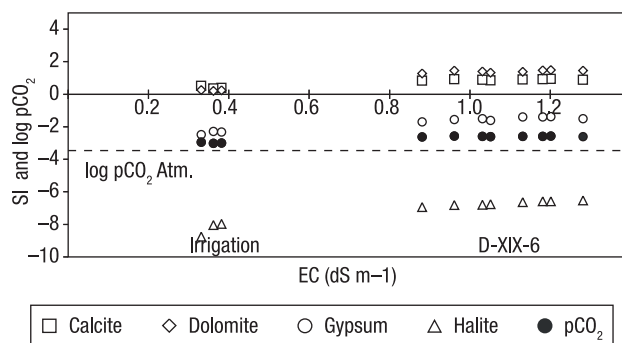 4
2
0
−2
−4
−6
−8
−10
SI and log pCO₂
0.2 0.4 0.6 0.8 1.0 1.2
log pCO₂ Atm.
Irrigation D-XIX-6
EC (dS m−1)
Calcite Dolomite Gypsum Halite pCO₂